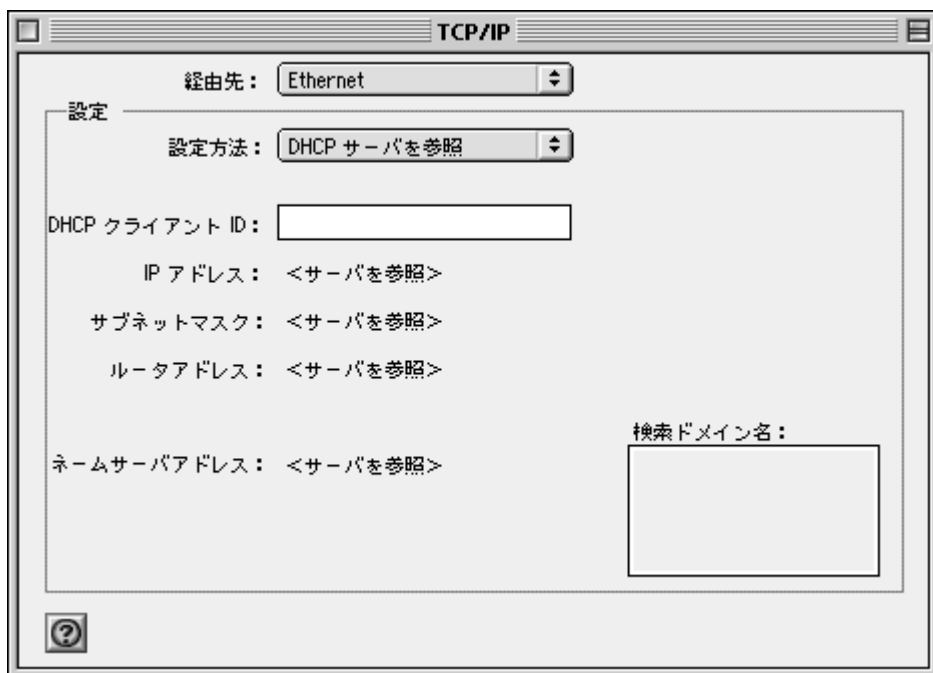 TCP/IP
経由先： Ethernet
設定
設定方法： DHCP サーバを参照
DHCP クライアント ID：
IP アドレス： <サーバを参照>
サブネットマスク： <サーバを参照>
ルータアドレス： <サーバを参照>
検索ドメイン名：
ネームサーバアドレス： <サーバを参照>
?